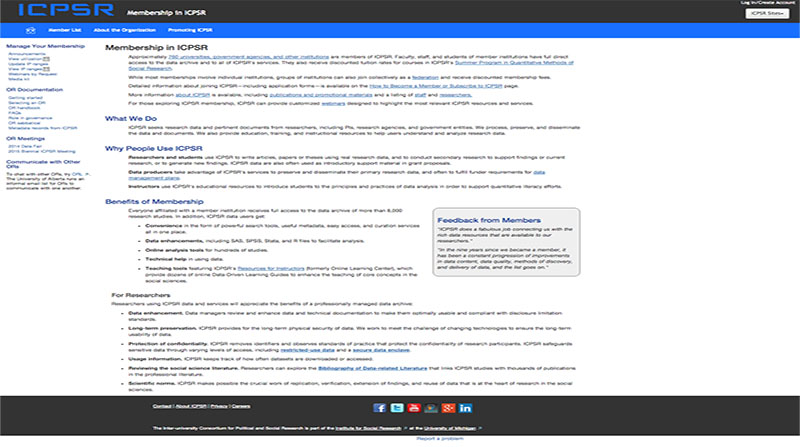 ICPSR
Membership in ICPSR
Log In/Create Account
ICPSR Sites
Member List
About the Organization
Promoting ICPSR
Manage Your Membership
Announcements
View utilization
Update IP ranges
View IP ranges
Webinars by Request
Media kit
OR Documentation
Getting started
Selecting an OR
OR handbook
FAQs
Role in governance
OR assistance
Metadata records from ICPSR
OR Meetings
2014 Data Fair
2015 Biennial ICPSR Meeting
Communicate with Other
ORs
To chat with other ORs, try ORL
The University of Alberta runs an
informal email list for ORs to
communicate with one another.
Membership in ICPSR
Approximately 760 universities, government agencies, and other institutions are members of ICPSR. Faculty, staff, and students of member institutions have full direct
access to the data archive and to all of ICPSR's services. They also receive discounted tuition rates for courses in ICPSR's Summer Program in Quantitative Methods of
Social Research.
While most memberships involve individual institutions, groups of institutions can also join collectively as a federation and receive discounted membership fees.
Detailed information about joining ICPSR – including application forms – is available on the How to Become a Member or Subscribe to ICPSR page.
More information about ICPSR is available, including publications and promotional materials and a listing of staff and researchers.
For those exploring ICPSR membership, ICPSR can provide customized webinars designed to highlight the most relevant ICPSR resources and services.
What We Do
ICPSR seeks research data and pertinent documents from researchers, including PIs, research agencies, and government entities. We process, preserve, and disseminate
the data and documents. We also provide education, training, and instructional resources to help users understand and analyze research data.
Why People Use ICPSR
Researchers and students use ICPSR to write articles, papers or theses using real research data, and to conduct secondary research to support findings of current
research, or to generate new findings. ICPSR data are also often used as introductory support material in grant proposals.
Data producers take advantage of ICPSR's services to preserve and disseminate their primary research data, and often to fulfill funder requirements for data
management plans.
Instructors use ICPSR's educational resources to introduce students to the principles and practices of data analysis in order to support quantitative literacy efforts.
Benefits of Membership
Everyone affiliated with a member institution receives full access to the data archive of more than 8,000
research studies. In addition, ICPSR data users get:
• Convenience in the form of powerful search tools, useful metadata, easy access, and curation services
all in one place.
• Data enhancements, including SAS, SPSS, Stata, and R files to facilitate analysis.
• Online analysis tools for hundreds of studies.
• Technical help in using data.
• Teaching tools featuring ICPSR's Resources for Instructors (formerly Online Learning Center), which
provide dozens of online Data-Driven Learning Guides to enhance the teaching of core concepts in the
social sciences.
Feedback from Members
"ICPSR does a fabulous job connecting us with the
rich data resources that are available to our
researchers."
"In the nine years since we became a member, it
has been a constant progression of improvements
in data content, data quality, methods of discovery,
and delivery of data, and the list goes on."
For Researchers
Researchers using ICPSR data and services will appreciate the benefits of a professionally managed data archive:
• Data enhancement. Data managers review and enhance data and technical documentation to make them optimally usable and compliant with disclosure limitation
standards.
• Long-term preservation. ICPSR provides for the long-term physical security of data. We work to meet the challenge of changing technologies to ensure the long-term
usability of data.
• Protection of confidentiality. ICPSR removes identifiers and observes standards of practice that protect the confidentiality of research participants. ICPSR safeguards
sensitive data through varying levels of access, including restricted-use data and a secure data enclave.
• Usage information. ICPSR keeps track of how often datasets are downloaded or accessed.
• Reviewing the social science literature. Researchers can explore the Bibliography of Data-related Literature that links ICPSR studies with thousands of publications
in the professional literature.
• Scientific norm. ICPSR makes possible the crucial work of replication, verification, extension of findings, and reuse of data that is at the heart of research in the social
sciences.
Contact | About ICPSR | Privacy | Careers
The Inter-university Consortium for Political and Social Research is part of the Institute for Social Research at the University of Michigan
Report a problem